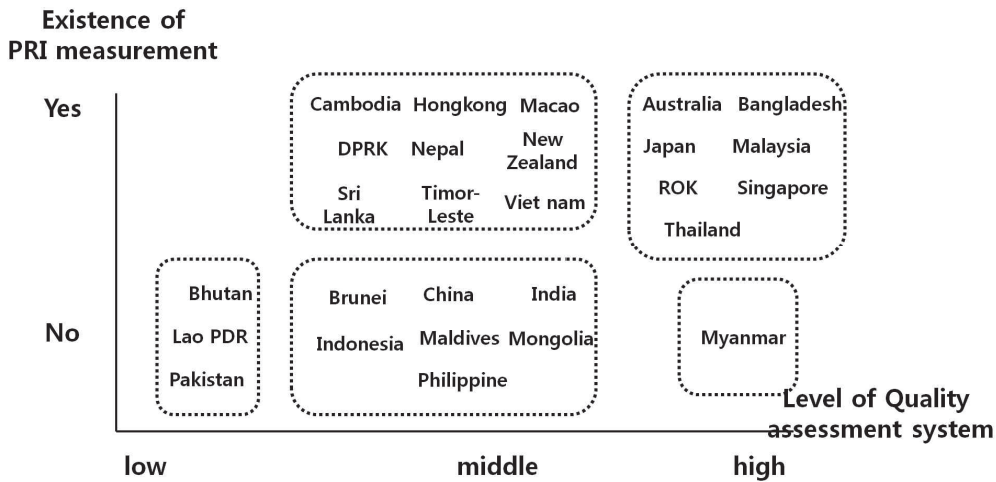 Existence of
PRI measurement
Yes
Cambodia Hongkong Macao
DPRK Nepal New
Zealand
Sri
Lanka Timor-
Leste Viet nam
Australia Bangladesh
Japan Malaysia
ROK Singapore
Thailand
No
Bhutan
Lao PDR
Pakistan
Brunei China India
Indonesia Maldives Mongolia
Philippine
Myanmar
Level of Quality
assessment system
low middle high